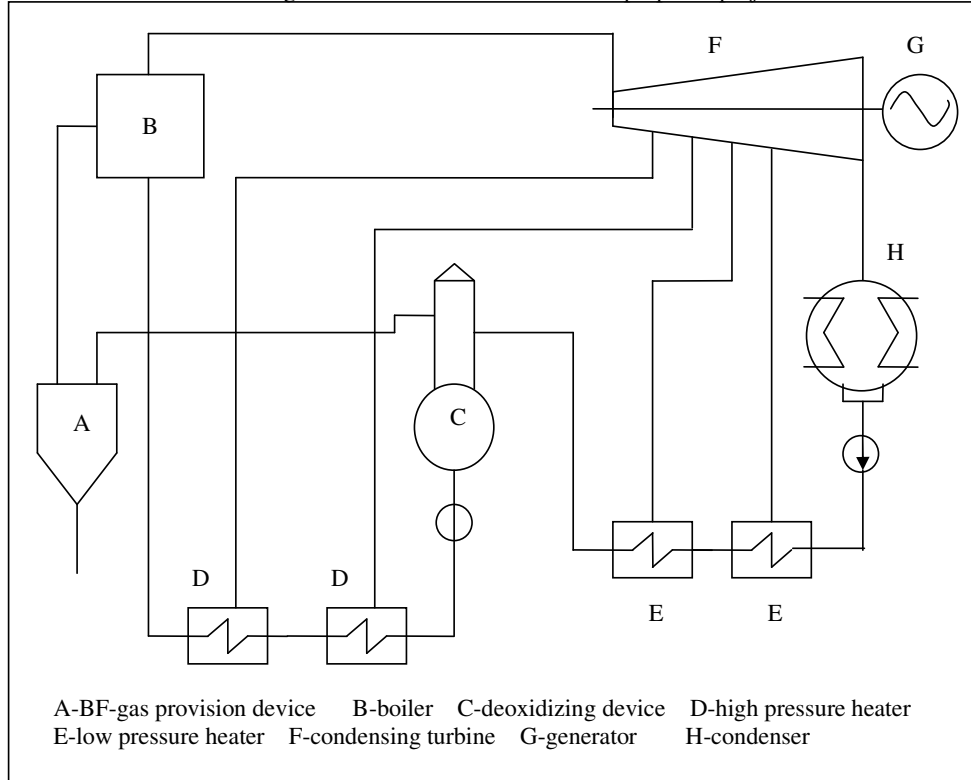 F
G
B
H
A
C
D
D
E
E
A-BF-gas provision device B-boiler C-deoxidizing device D-high pressure heater
E-low pressure heater F-condensing turbine G-generator H-condenser